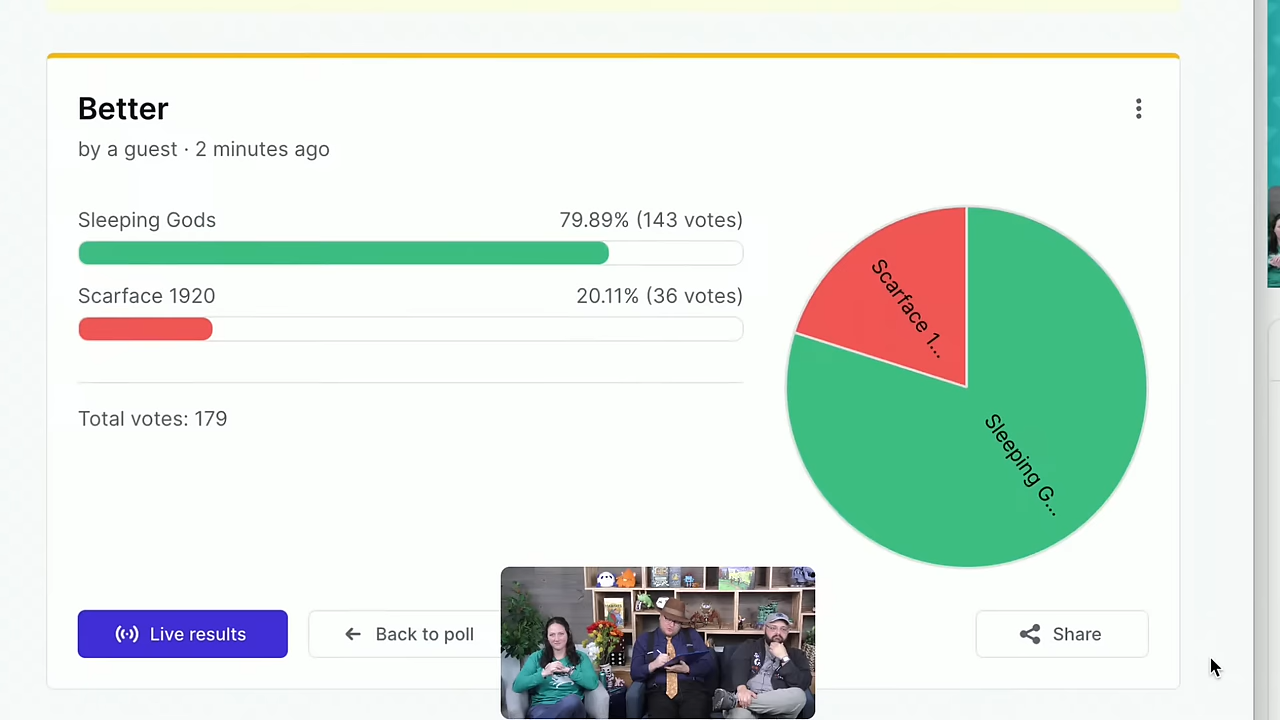 Better
by a guest · 2 minutes ago
Sleeping Gods 79.89% (143 votes)
Scarface 1920 20.11% (36 votes)
Total votes: 179
Scarface 1...
Sleeping G...
Live results
Back to poll
Share